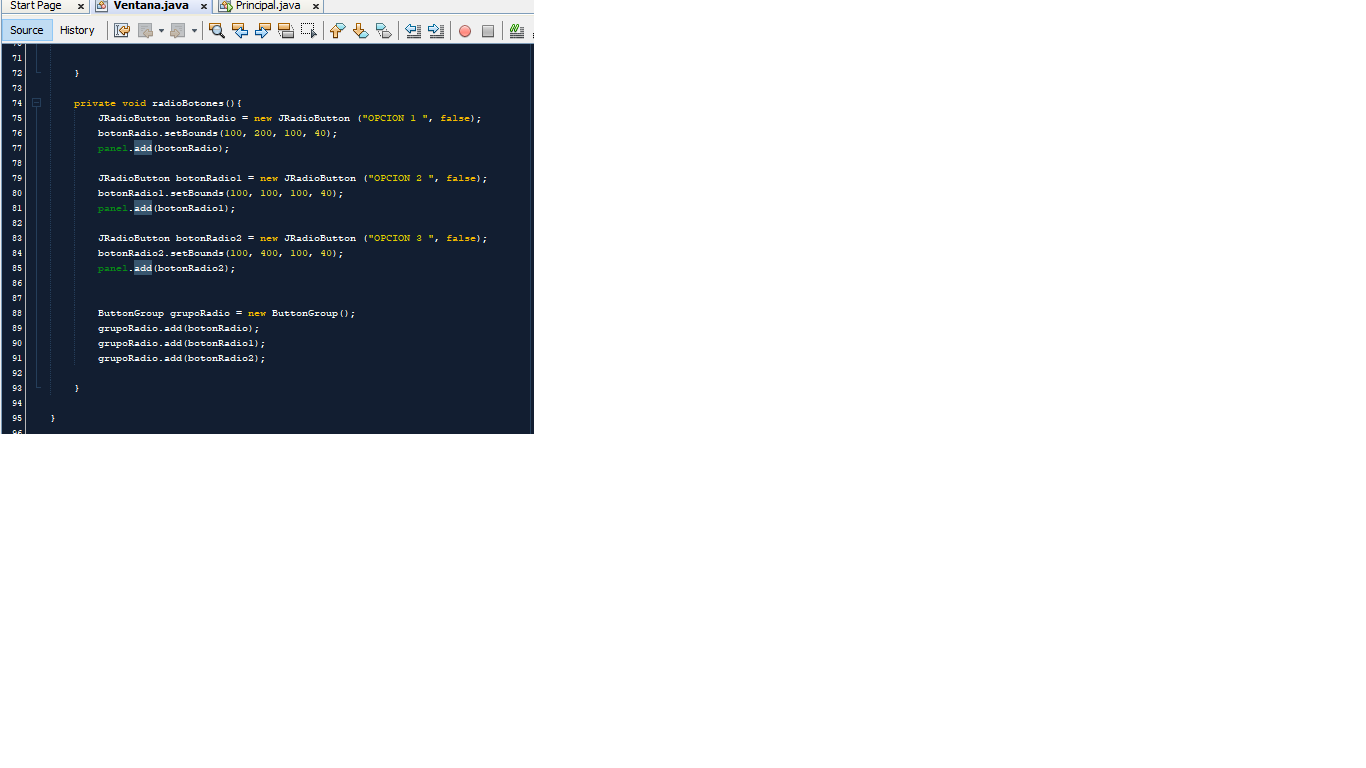 Start Page x Ventana.java x Principal.java x
Source History
71
72 }
73
74 private void radioBotones(){
75 JRadioButton botonRadio = new JRadioButton ("OPCION 1 ", false);
76 botonRadio.setBounds(100, 200, 100, 40);
77 panel.add(botonRadio);
78
79 JRadioButton botonRadio1 = new JRadioButton ("OPCION 2 ", false);
80 botonRadio1.setBounds(100, 100, 100, 40);
81 panel.add(botonRadio1);
82
83 JRadioButton botonRadio2 = new JRadioButton ("OPCION 3 ", false);
84 botonRadio2.setBounds(100, 400, 100, 40);
85 panel.add(botonRadio2);
86
87
88 ButtonGroup grupoRadio = new ButtonGroup();
89 grupoRadio.add(botonRadio);
90 grupoRadio.add(botonRadio1);
91 grupoRadio.add(botonRadio2);
92
93 }
94
95 }